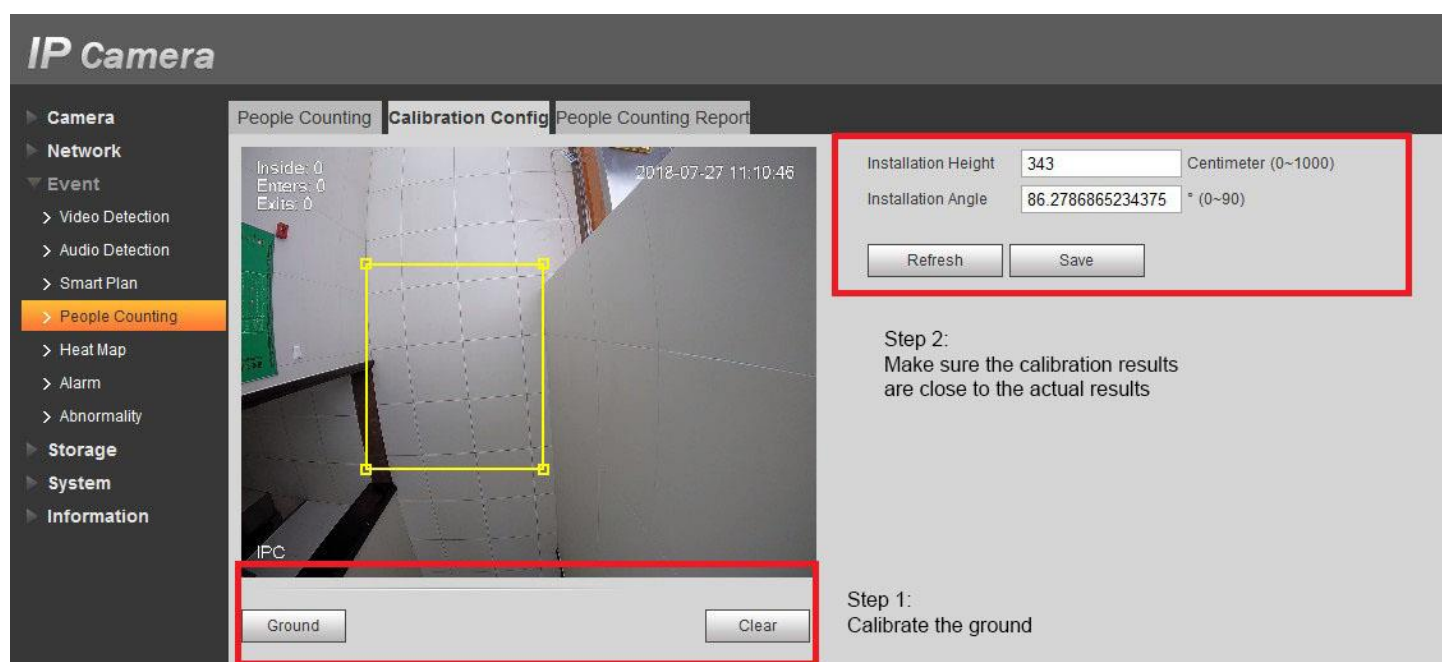 IP Camera
Camera
Network
Event
Video Detection
Audio Detection
Smart Plan
People Counting
Heat Map
Alarm
Abnormality
Storage
System
Information
People Counting
Calibration Config
People Counting Report
Inside: 0
Enters: 0
Exits: 0
2018-07-27 11:10:46
IPC
Ground
Clear
Installation Height 343 Centimeter (0~1000)
Installation Angle 86.2786865234375 ° (0~90)
Refresh Save
Step 2:
Make sure the calibration results
are close to the actual results
Step 1:
Calibrate the ground